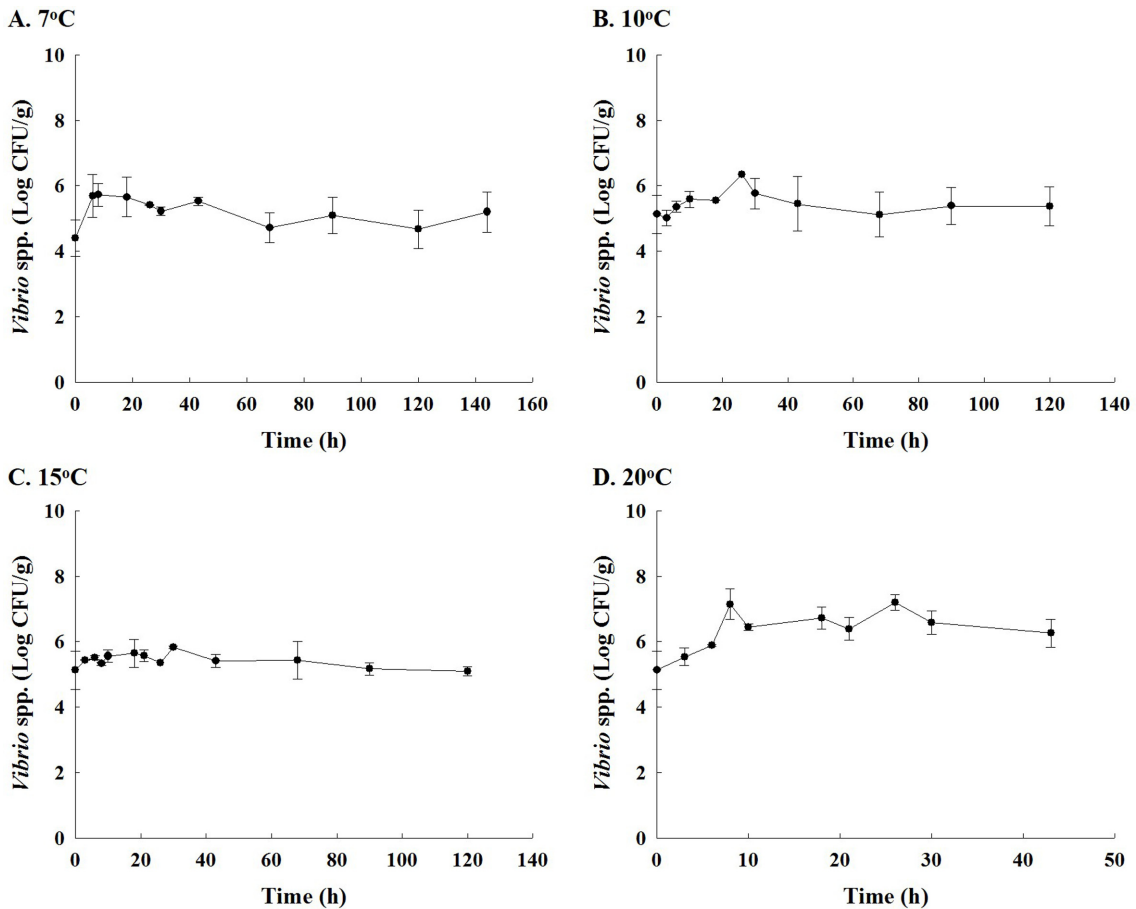 A. 7°C
Vibrio spp. (Log CFU/g)
10
8
6
4
2
0
0 20 40 60 80 100 120 140 160
Time (h)
B. 10°C
Vibrio spp. (Log CFU/g)
10
8
6
4
2
0
0 20 40 60 80 100 120 140
Time (h)
C. 15°C
Vibrio spp. (Log CFU/g)
10
8
6
4
2
0
0 20 40 60 80 100 120 140
Time (h)
D. 20°C
Vibrio spp. (Log CFU/g)
10
8
6
4
2
0
0 10 20 30 40 50
Time (h)